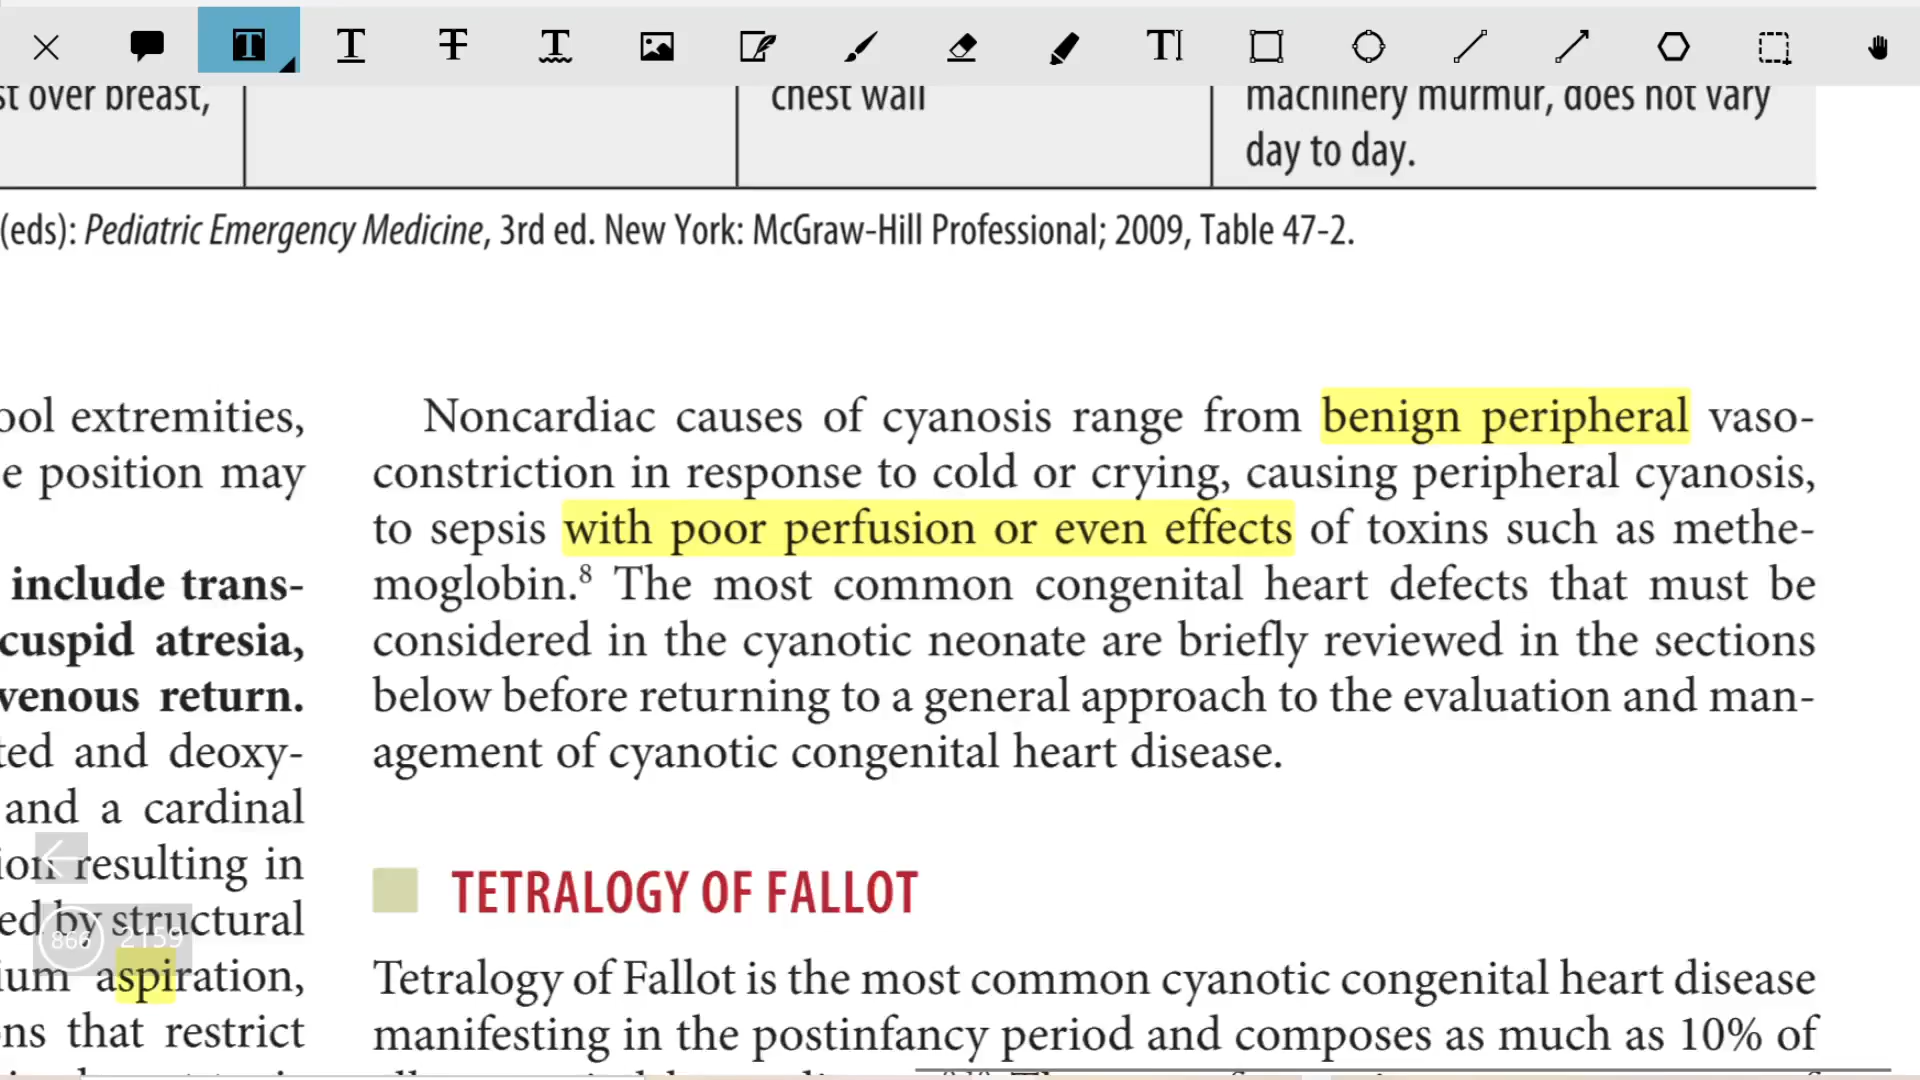 st over breast,
chest wall
machinery murmur, does not vary
day to day.
(eds): Pediatric Emergency Medicine, 3rd ed. New York: McGraw-Hill Professional; 2009, Table 47-2.
ool extremities,
e position may
include trans-
cuspid atresia,
venous return.
ted and deoxy-
and a cardinal
ion resulting in
ed by structural
ium aspiration,
ns that restrict
866 2159
Noncardiac causes of cyanosis range from benign peripheral vaso-
constriction in response to cold or crying, causing peripheral cyanosis,
to sepsis with poor perfusion or even effects of toxins such as methe-
moglobin.8 The most common congenital heart defects that must be
considered in the cyanotic neonate are briefly reviewed in the sections
below before returning to a general approach to the evaluation and man-
agement of cyanotic congenital heart disease.
TETRALOGY OF FALLOT
Tetralogy of Fallot is the most common cyanotic congenital heart disease
manifesting in the postinfancy period and composes as much as 10% of